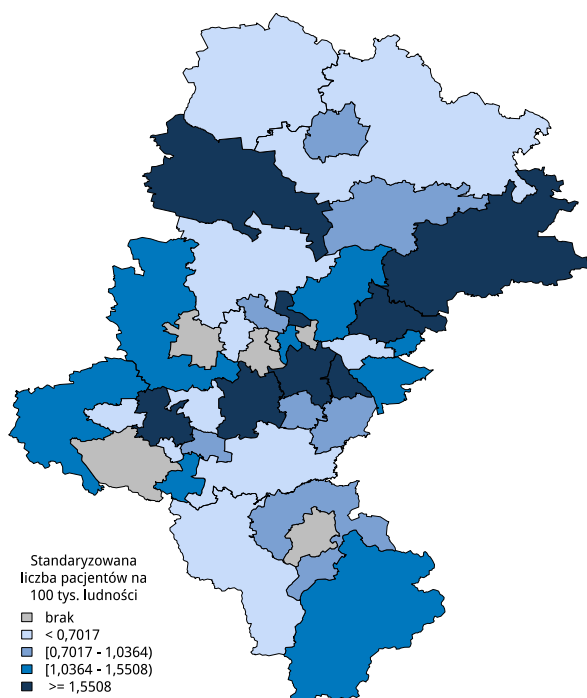 Standaryzowana
liczba pacjentów na
100 tys. ludności
brak
< 0,7017
[0,7017 - 1,0364)
[1,0364 - 1,5508)
>= 1,5508